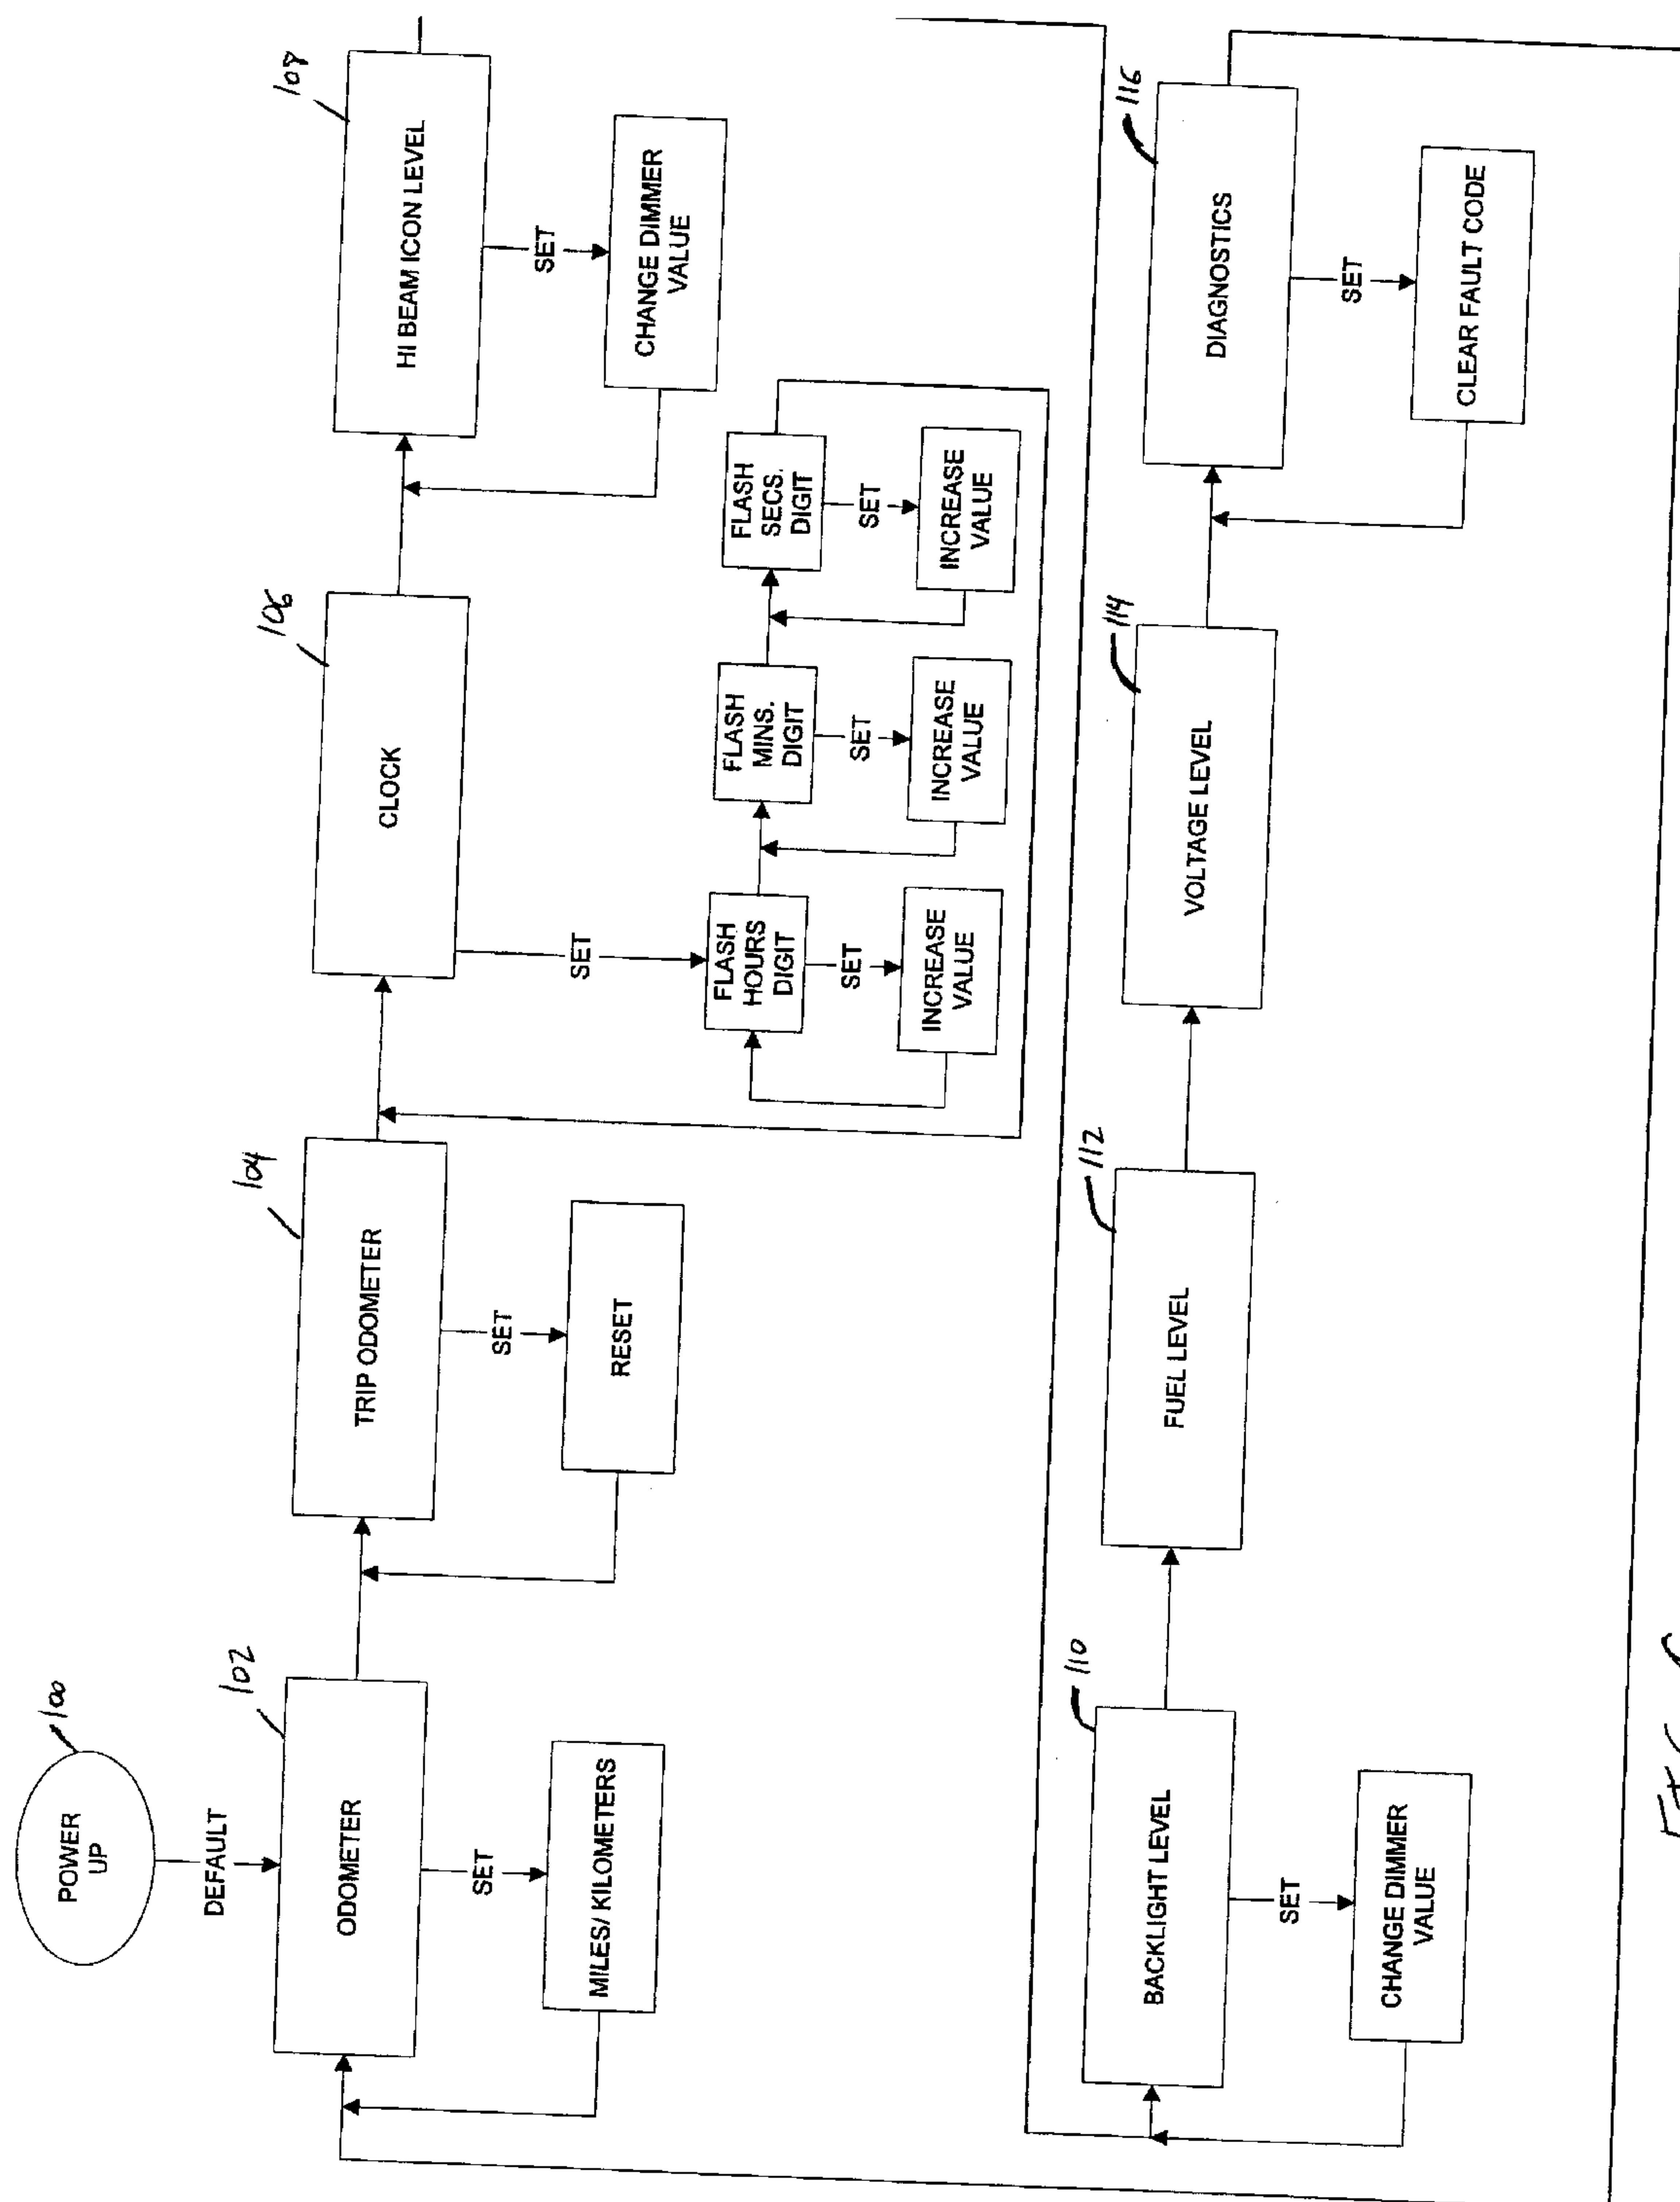 100
POWER
UP
DEFAULT
102
ODOMETER
SET
MILES/ KILOMETERS
104
TRIP ODOMETER
SET
RESET
106
CLOCK
SET
FLASH
HOURS
DIGIT
SET
INCREASE
VALUE
FLASH
MINS.
DIGIT
SET
INCREASE
VALUE
FLASH
SECS.
DIGIT
SET
INCREASE
VALUE
108
HI BEAM ICON LEVEL
SET
CHANGE DIMMER
VALUE
110
BACKLIGHT LEVEL
SET
CHANGE DIMMER
VALUE
112
FUEL LEVEL
114
VOLTAGE LEVEL
116
DIAGNOSTICS
SET
CLEAR FAULT CODE